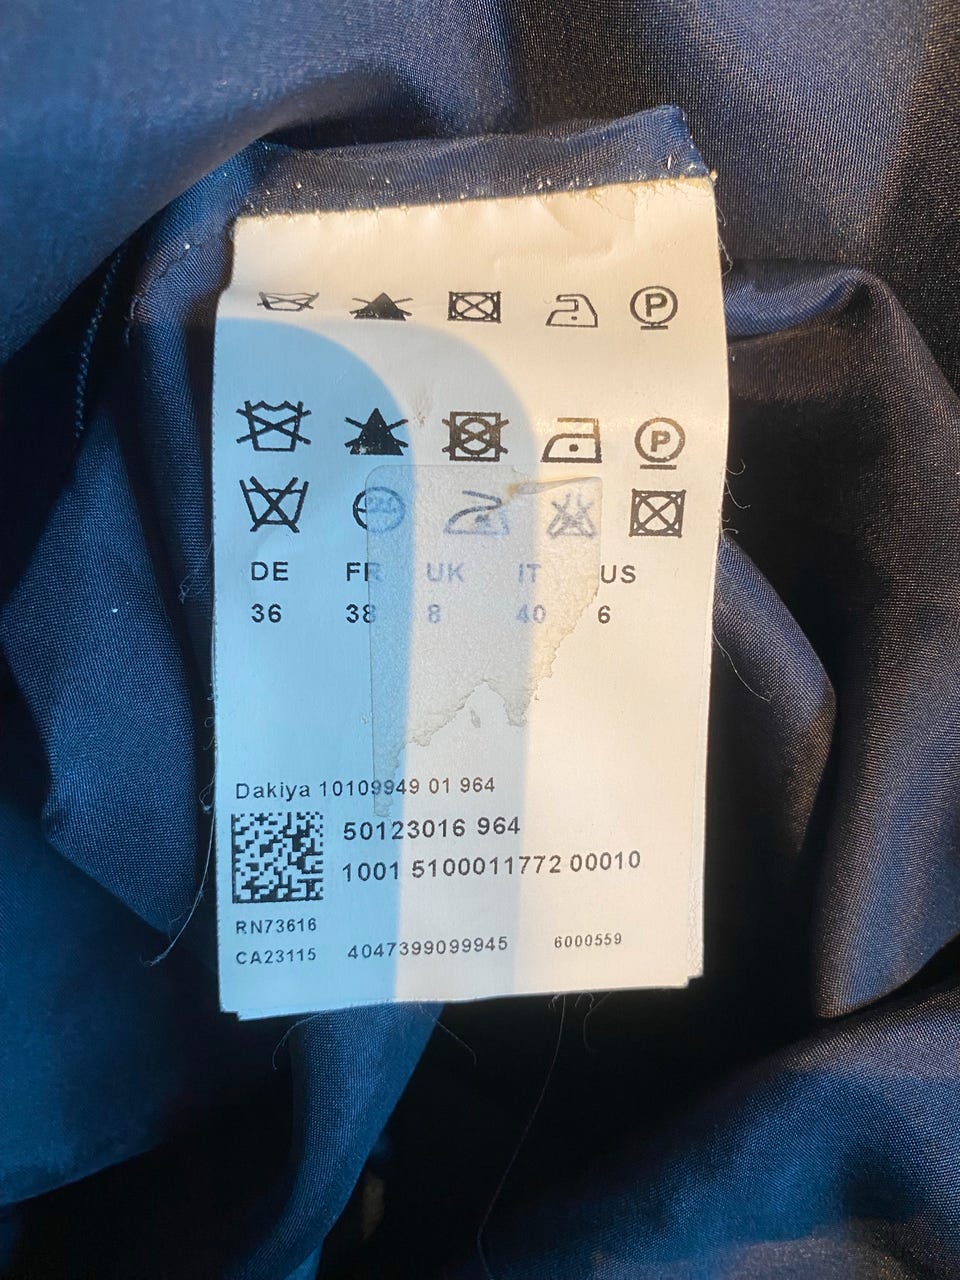 P
P
DE FR UK IT US
36 38 8 40 6
Dakiya 10109949 01 964
50123016 964
1001 5100011772 00010
RN73616
CA23115 4047399099945 6000559